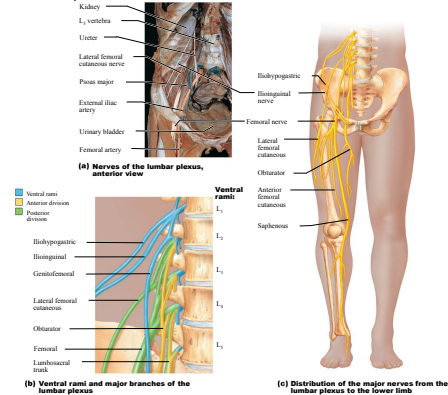 Kidney
L₃ vertebra
Ureter
Lateral femoral
cutaneous nerve
Psoas major
External iliac
artery
Urinary bladder
Femoral artery
(a) Nerves of the lumbar plexus,
anterior view
Ventral rami
Anterior division
Posterior
division
Ventral
rami:
L₁
L₂
L₃
L₄
L₅
Iliohypogastric
Ilioinguinal
Genitofemoral
Lateral femoral
cutaneous
Obturator
Femoral
Lumbosacral
trunk
(b) Ventral rami and major branches of the
lumbar plexus
Iliohypogastric
Ilioinguinal
nerve
Femoral nerve
Lateral
femoral
cutaneous
Obturator
Anterior
femoral
cutaneous
Saphenous
(c) Distribution of the major nerves from the
lumbar plexus to the lower limb